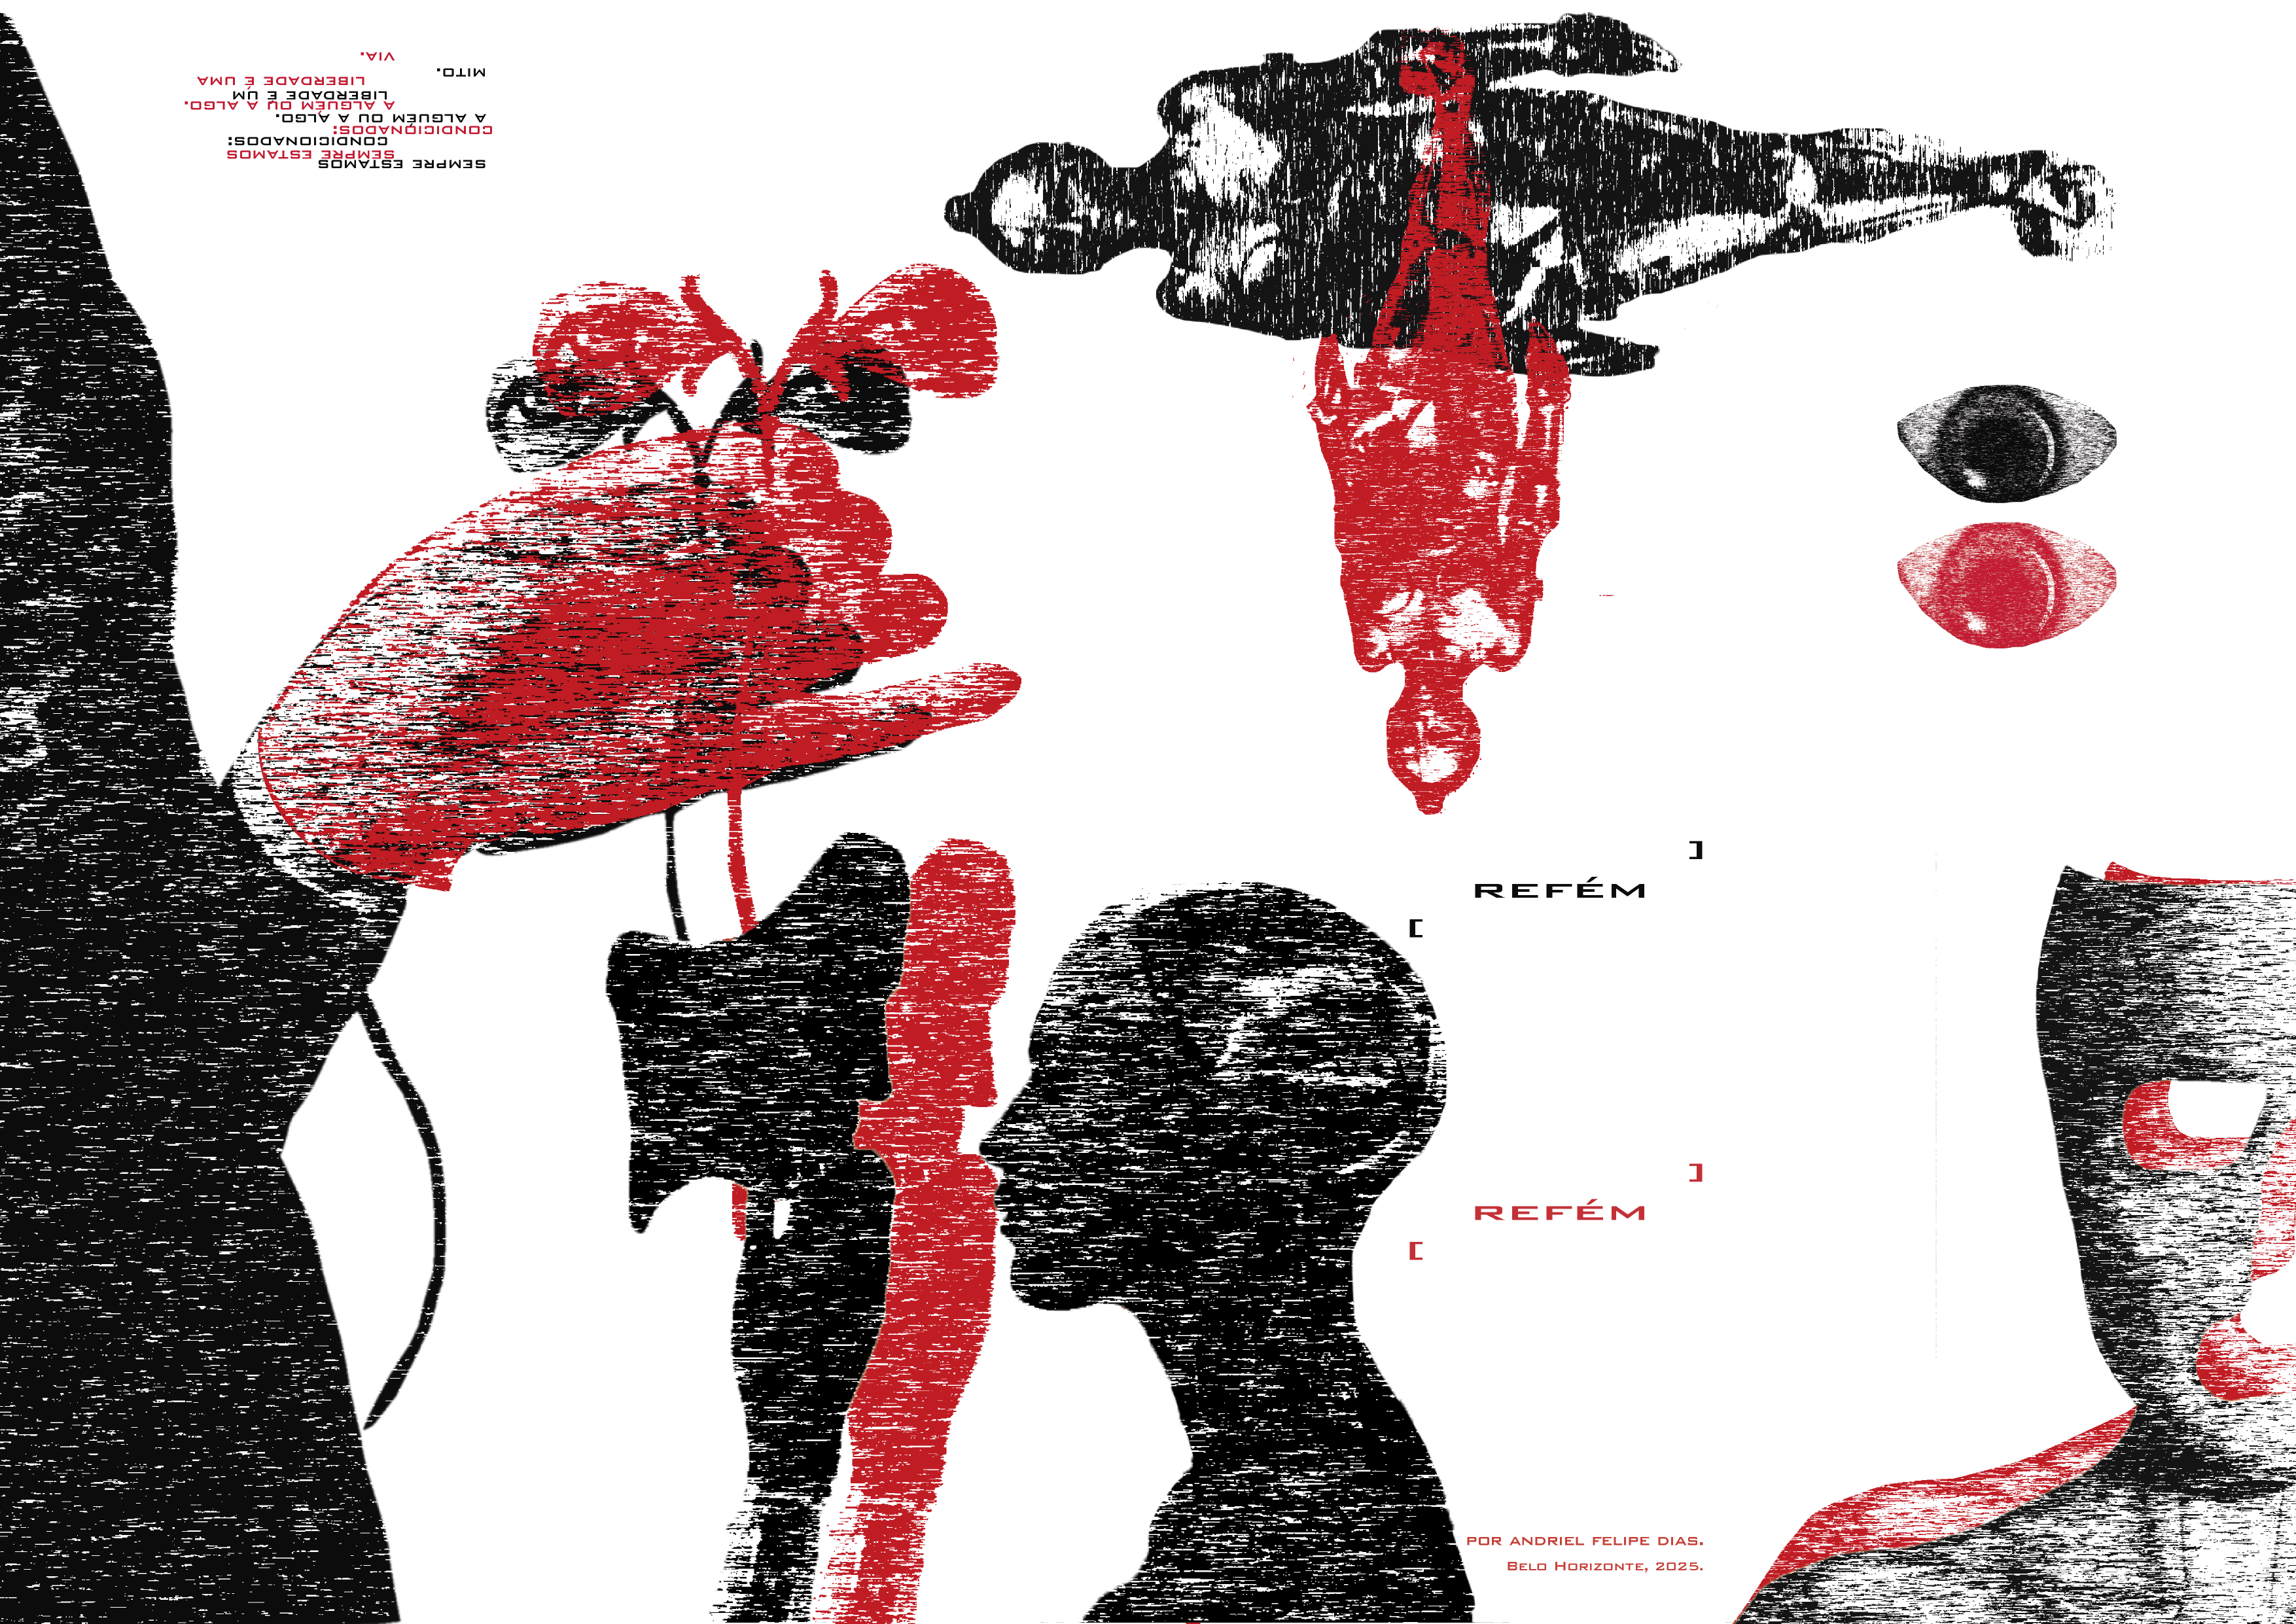 SEMPRE ESTAMOS
CONDICIONADOS:
A ALGUÉM OU A ALGO.
LIBERDADE É UM
MITO.
SEMPRE ESTAMOS
CONDICIONADOS:
A ALGUÉM OU A ALGO.
LIBERDADE É UMA
VIA.
]
REFÉM
[
]
REFÉM
[
POR ANDRIEL FELIPE DIAS.
BELO HORIZONTE, 2025.